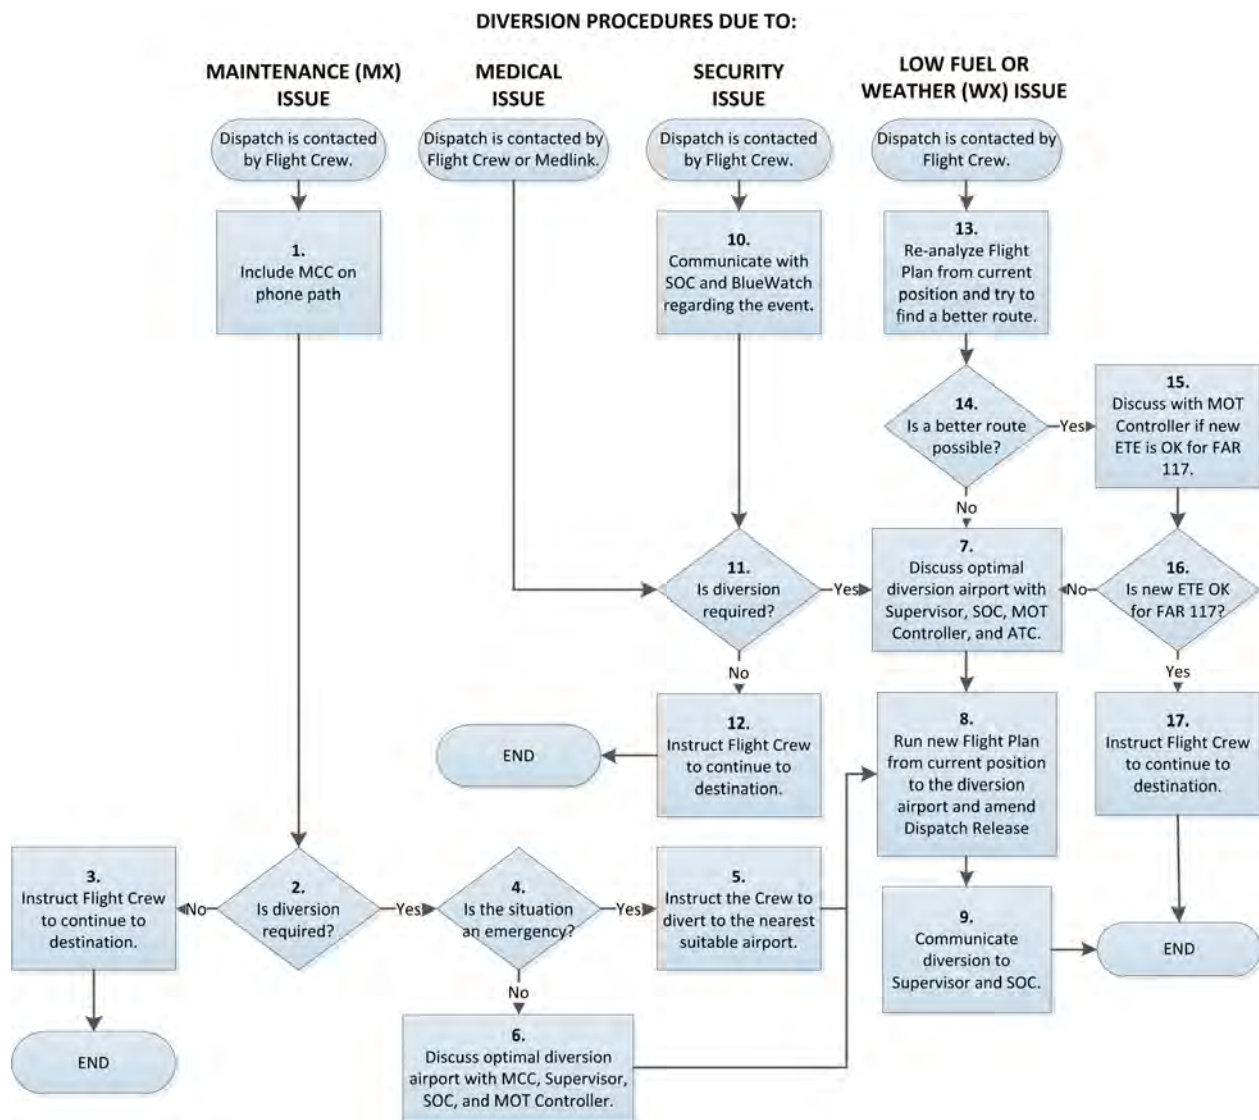 DIVERSION PROCEDURES DUE TO:
MAINTENANCE (MX)
ISSUE
MEDICAL
ISSUE
SECURITY
ISSUE
LOW FUEL OR
WEATHER (WX) ISSUE
Dispatch is contacted
by Flight Crew.
Dispatch is contacted by
Flight Crew or Medlink.
Dispatch is contacted
by Flight Crew.
Dispatch is contacted by
Flight Crew.
1.
Include MCC on
phone path
10.
Communicate with
SOC and BlueWatch
regarding the event.
13.
Re-analyze Flight
Plan from current
position and try to
find a better route.
14.
Is a better route
possible?
Yes
15.
Discuss with MOT
Controller if new
ETE is OK for FAR
117.
No
11.
Is diversion
required?
Yes
7.
Discuss optimal
diversion airport with
Supervisor, SOC, MOT
Controller, and ATC.
No
16.
Is new ETE OK
for FAR 117?
No
Yes
END
12.
Instruct Flight Crew
to continue to
destination.
8.
Run new Flight Plan
from current position
to the diversion
airport and amend
Dispatch Release
17.
Instruct Flight Crew
to continue to
destination.
3.
Instruct Flight Crew
to continue to
destination.
No
2.
Is diversion
required?
Yes
4.
Is the situation
an emergency?
Yes
5.
Instruct the Crew to
divert to the nearest
suitable airport.
9.
Communicate
diversion to
Supervisor and SOC.
END
No
END
6.
Discuss optimal diversion
airport with MCC, Supervisor,
SOC, and MOT Controller.